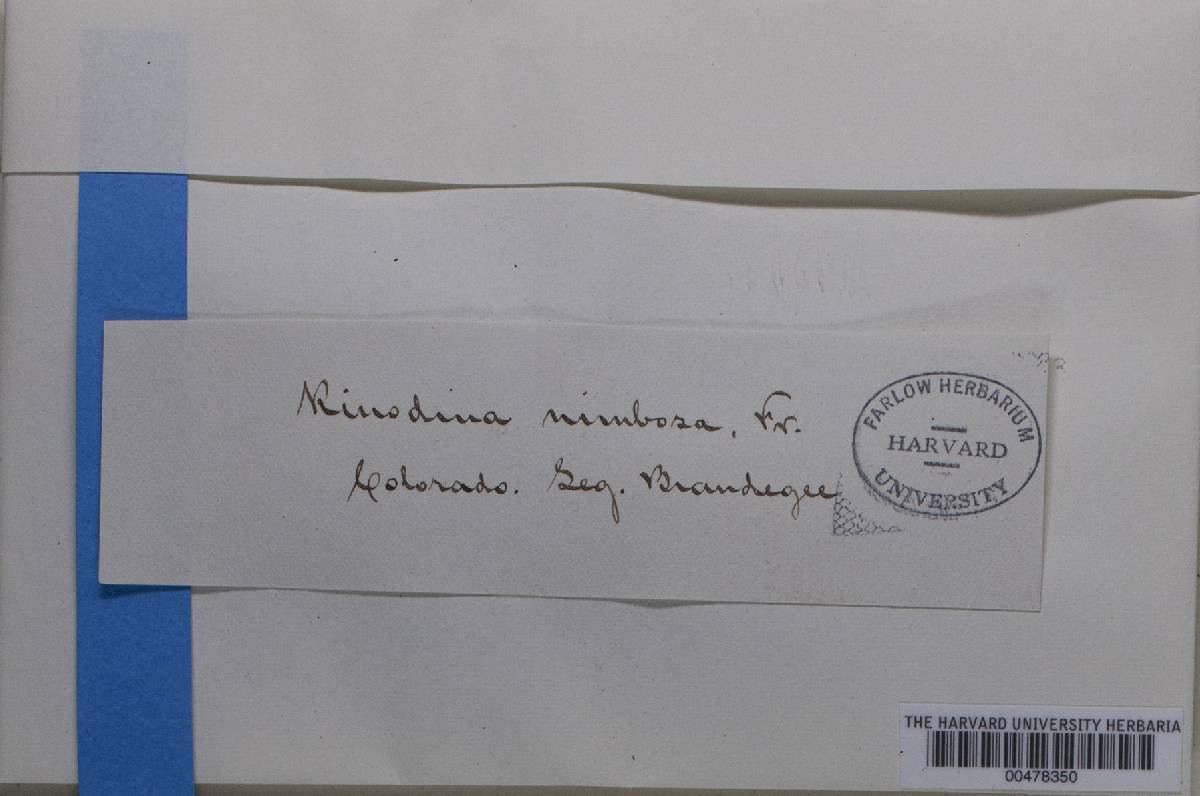 Rinodina nimbosa, Fr.
Colorado. Leg. Brandegee
FARLOW HERBARIUM
HARVARD
UNIVERSITY
THE HARVARD UNIVERSITY HERBARIA
00478350